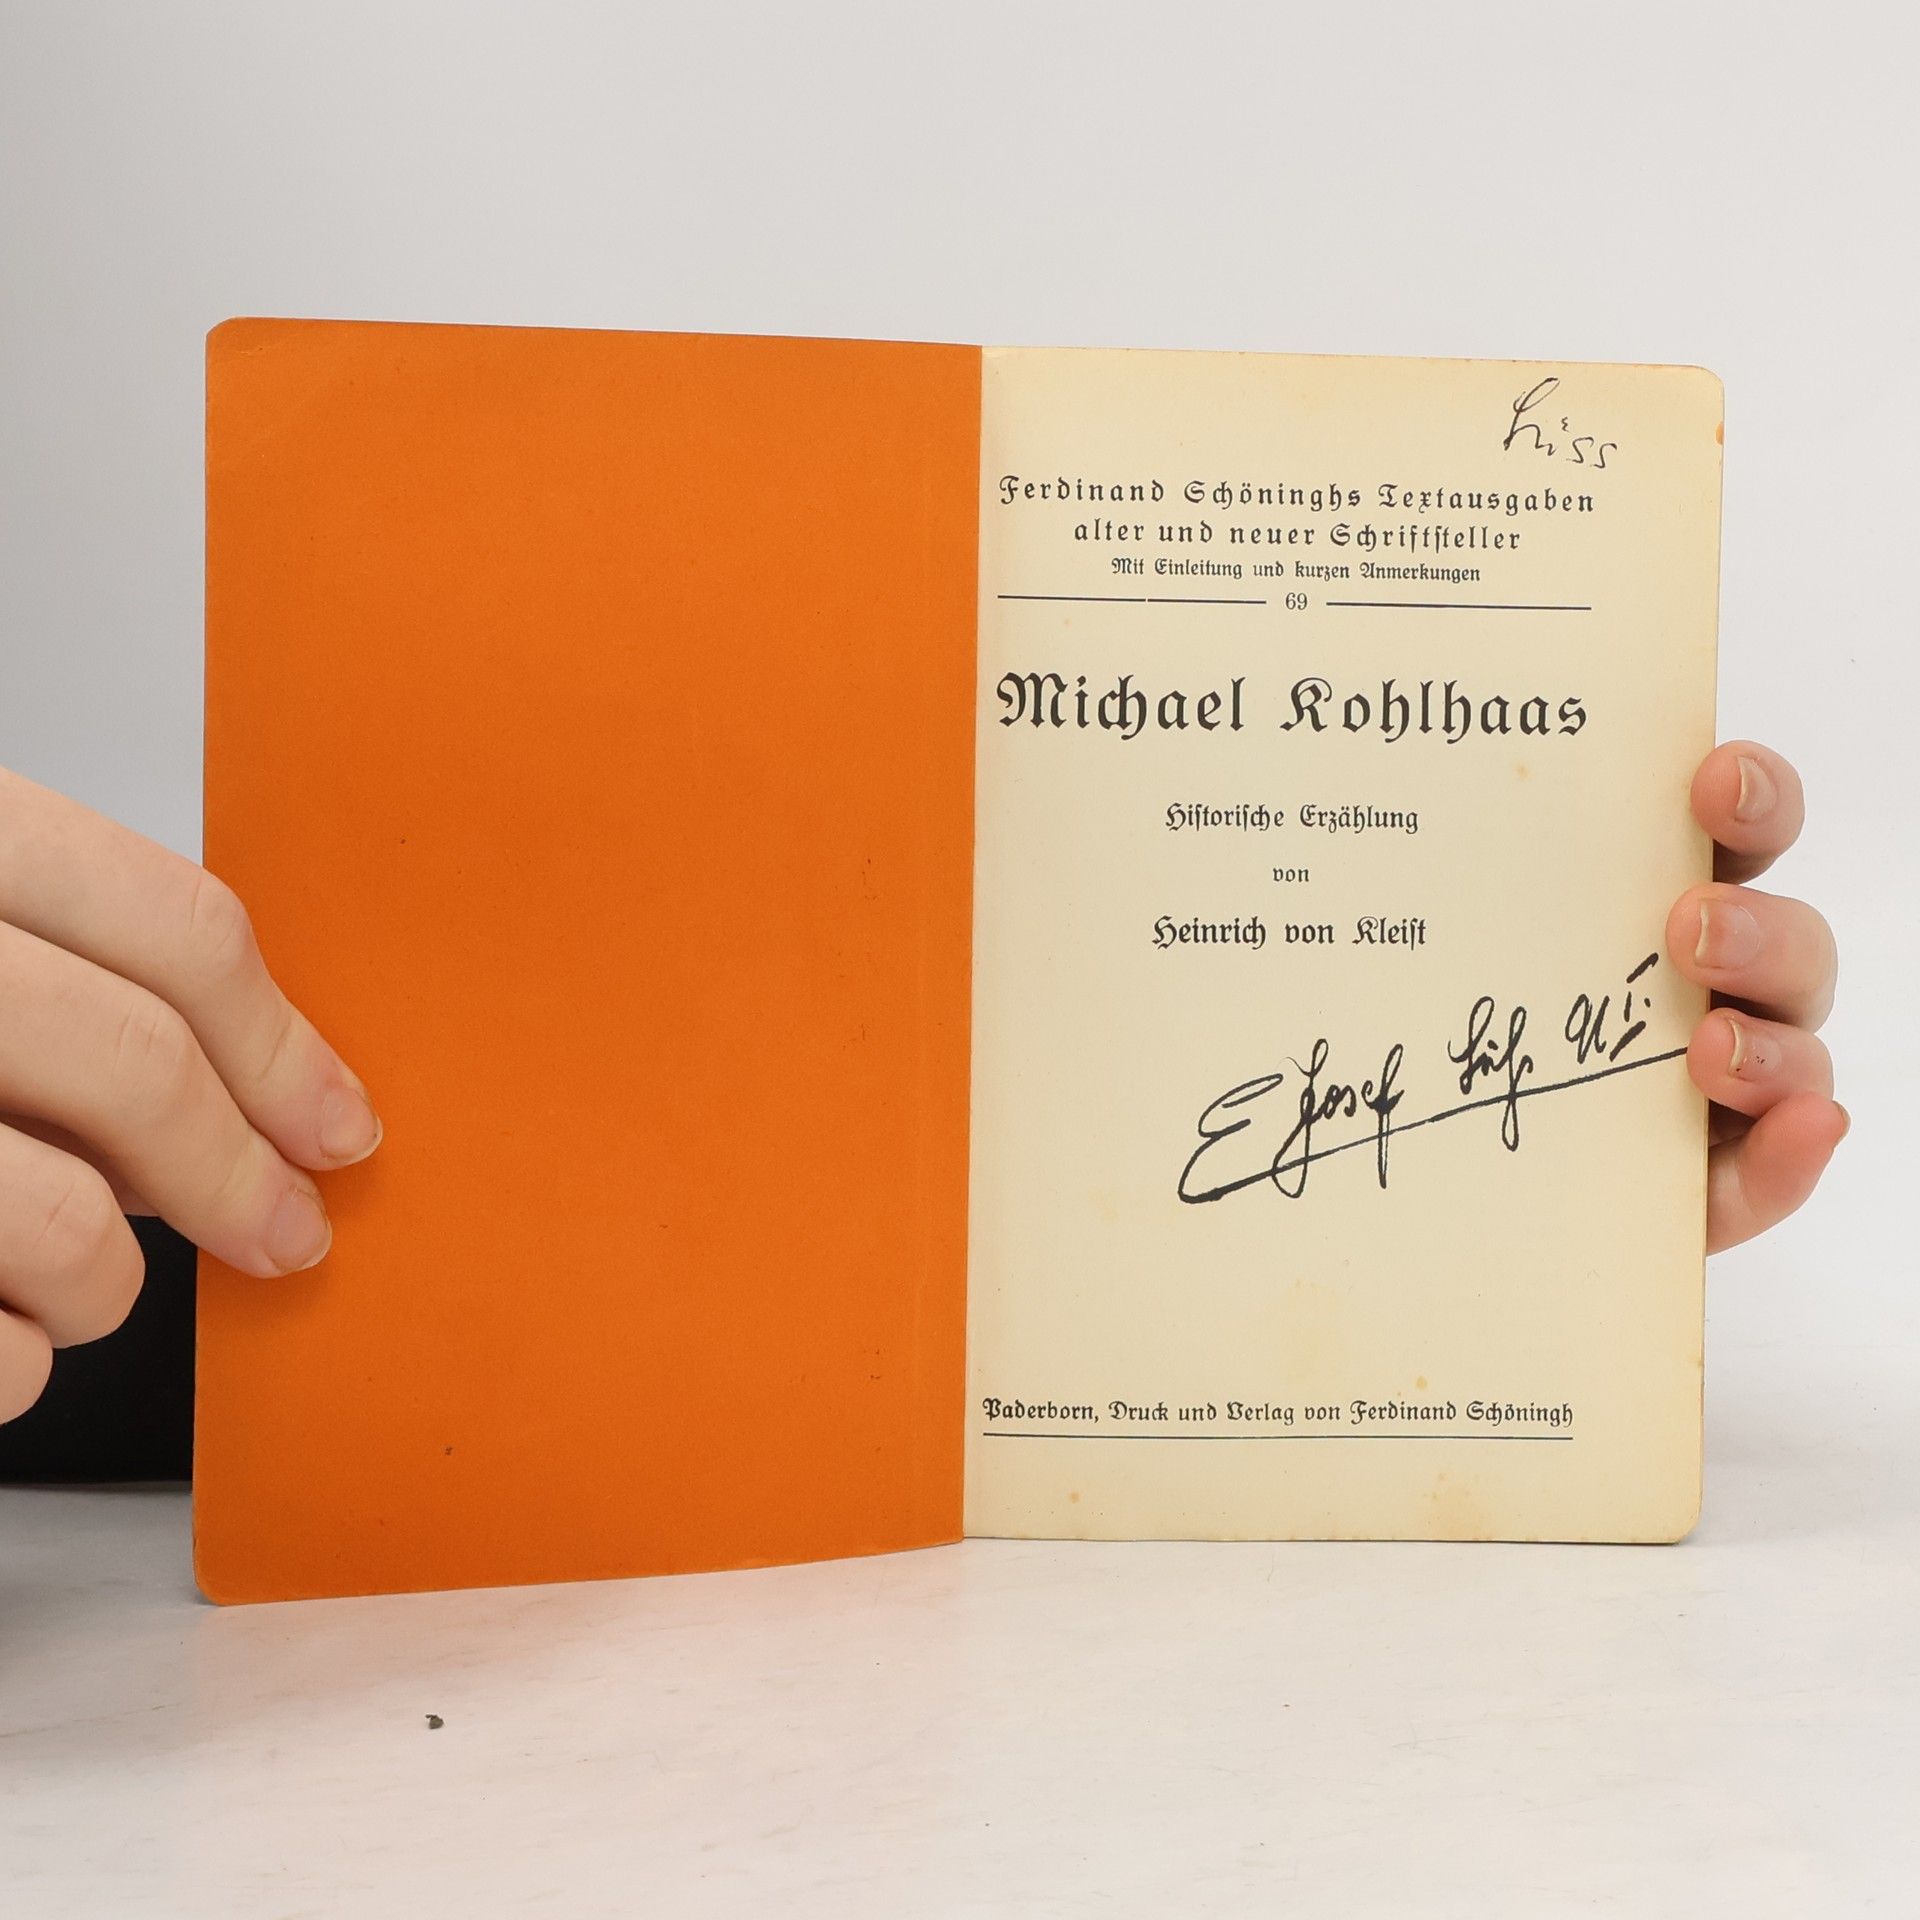 Ferdinand Schöninghs Textausgaben
alter und neuer Schriftsteller
Mit Einleitung und kurzen Anmerkungen
69
Michael Kohlhaas
Historische Erzählung
von
Heinrich von Kleist
E Josef
Paderborn, Druck und Verlag von Ferdinand Schöningh